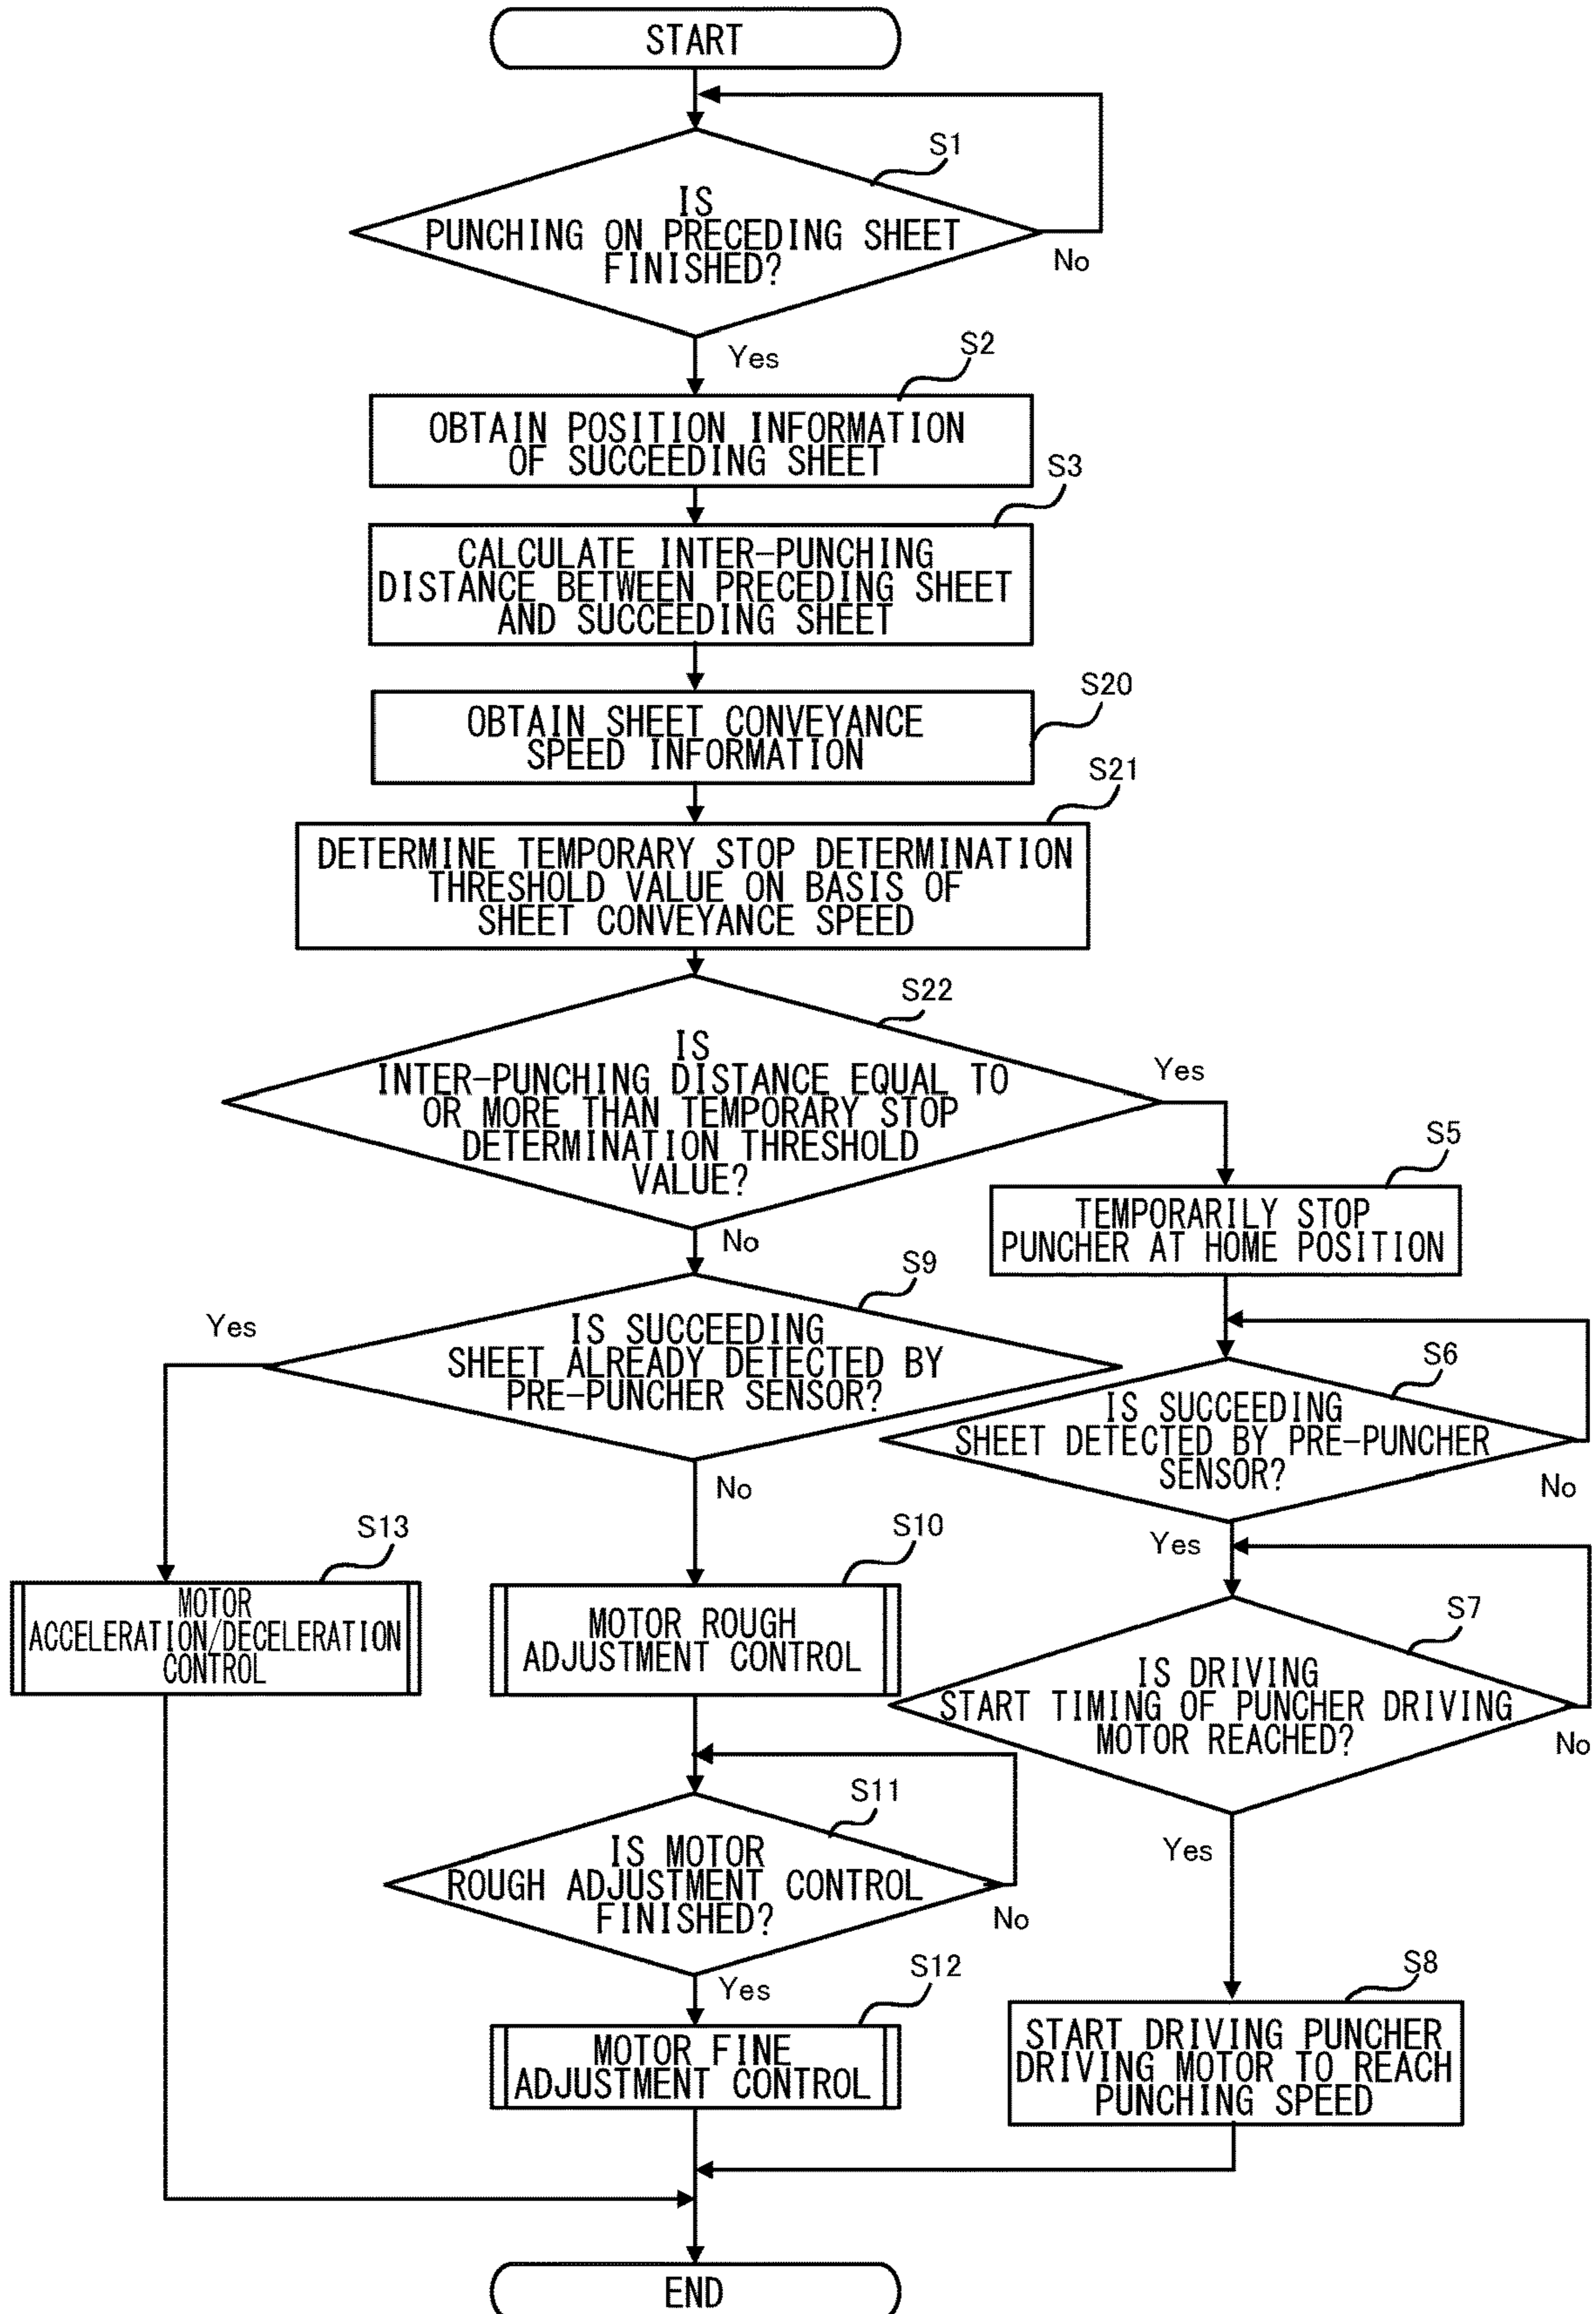 START
S1
IS
PUNCHING ON PRECEDING SHEET
FINISHED?
No
Yes
S2
OBTAIN POSITION INFORMATION
OF SUCCEEDING SHEET
S3
CALCULATE INTER-PUNCHING
DISTANCE BETWEEN PRECEDING SHEET
AND SUCCEEDING SHEET
S20
OBTAIN SHEET CONVEYANCE
SPEED INFORMATION
S21
DETERMINE TEMPORARY STOP DETERMINATION
THRESHOLD VALUE ON BASIS OF
SHEET CONVEYANCE SPEED
S22
IS
INTER-PUNCHING DISTANCE EQUAL TO
OR MORE THAN TEMPORARY STOP
DETERMINATION THRESHOLD
VALUE?
Yes
No
S5
TEMPORARILY STOP
PUNCHER AT HOME POSITION
S9
IS SUCCEEDING
SHEET ALREADY DETECTED BY
PRE-PUNCHER SENSOR?
Yes
No
S6
IS SUCCEEDING
SHEET DETECTED BY PRE-PUNCHER
SENSOR?
No
Yes
S13
MOTOR
ACCELERATION/DECELERATION
CONTROL
S10
MOTOR ROUGH
ADJUSTMENT CONTROL
S7
IS DRIVING
START TIMING OF PUNCHER DRIVING
MOTOR REACHED?
No
Yes
S11
IS MOTOR
ROUGH ADJUSTMENT CONTROL
FINISHED?
No
Yes
S12
MOTOR FINE
ADJUSTMENT CONTROL
S8
START DRIVING PUNCHER
DRIVING MOTOR TO REACH
PUNCHING SPEED
END